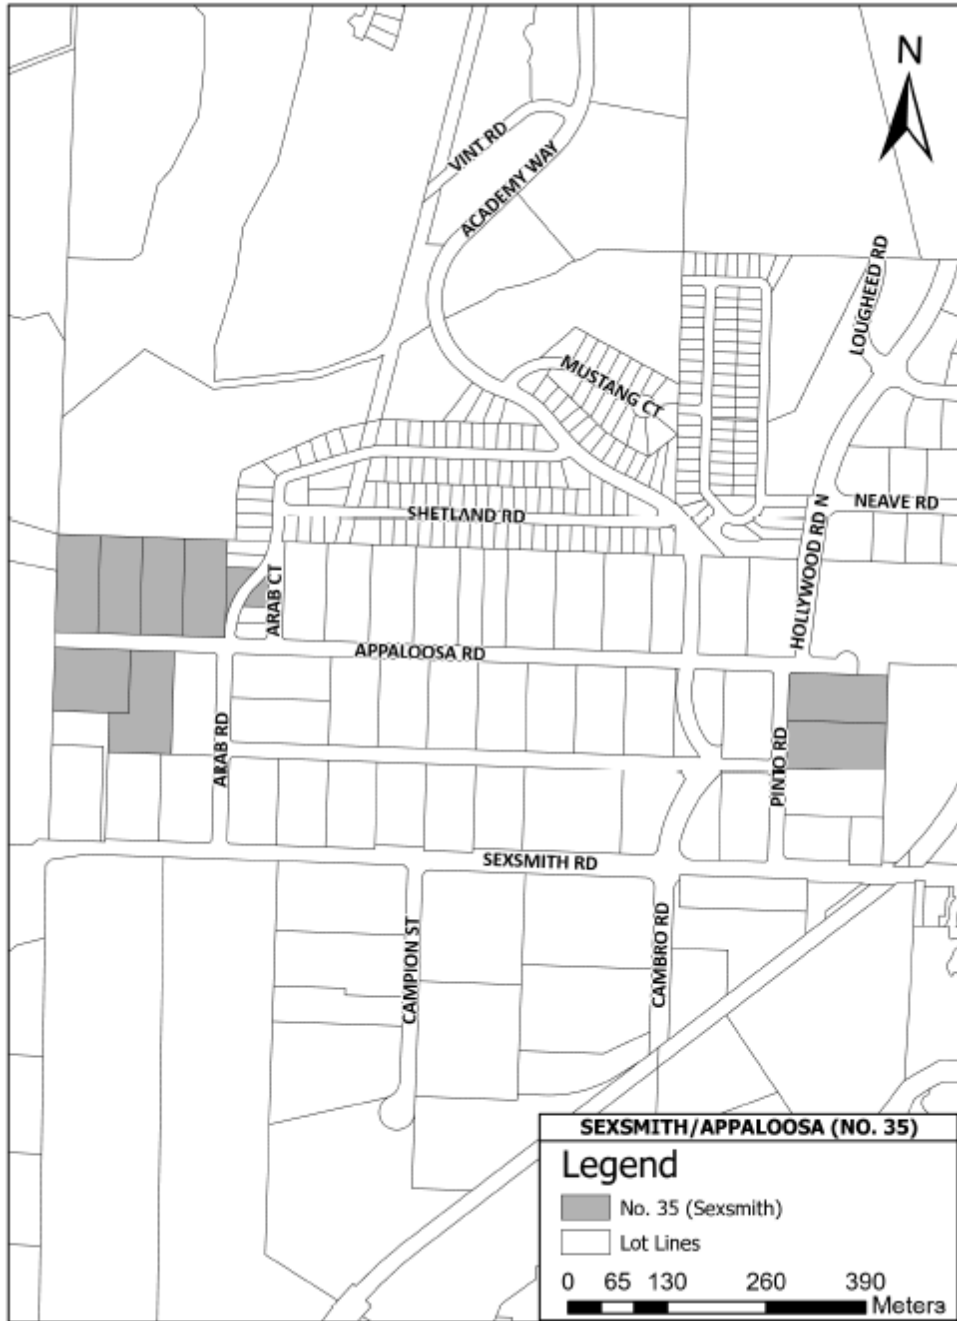 N
VINT RD
ACADEMY WAY
LOUGHEED RD
MUSTANG CT
NEAVE RD
SHETLAND RD
HOLLYWOOD RD N
ARAB CT
APPALOOSA RD
ARAB RD
PINTO RD
SEXSMITH RD
CAMPION ST
CAMBRO RD
SEXSMITH/APPALOOSA (NO. 35)
Legend
No. 35 (Sexsmith)
Lot Lines
0 65 130 260 390
Meters